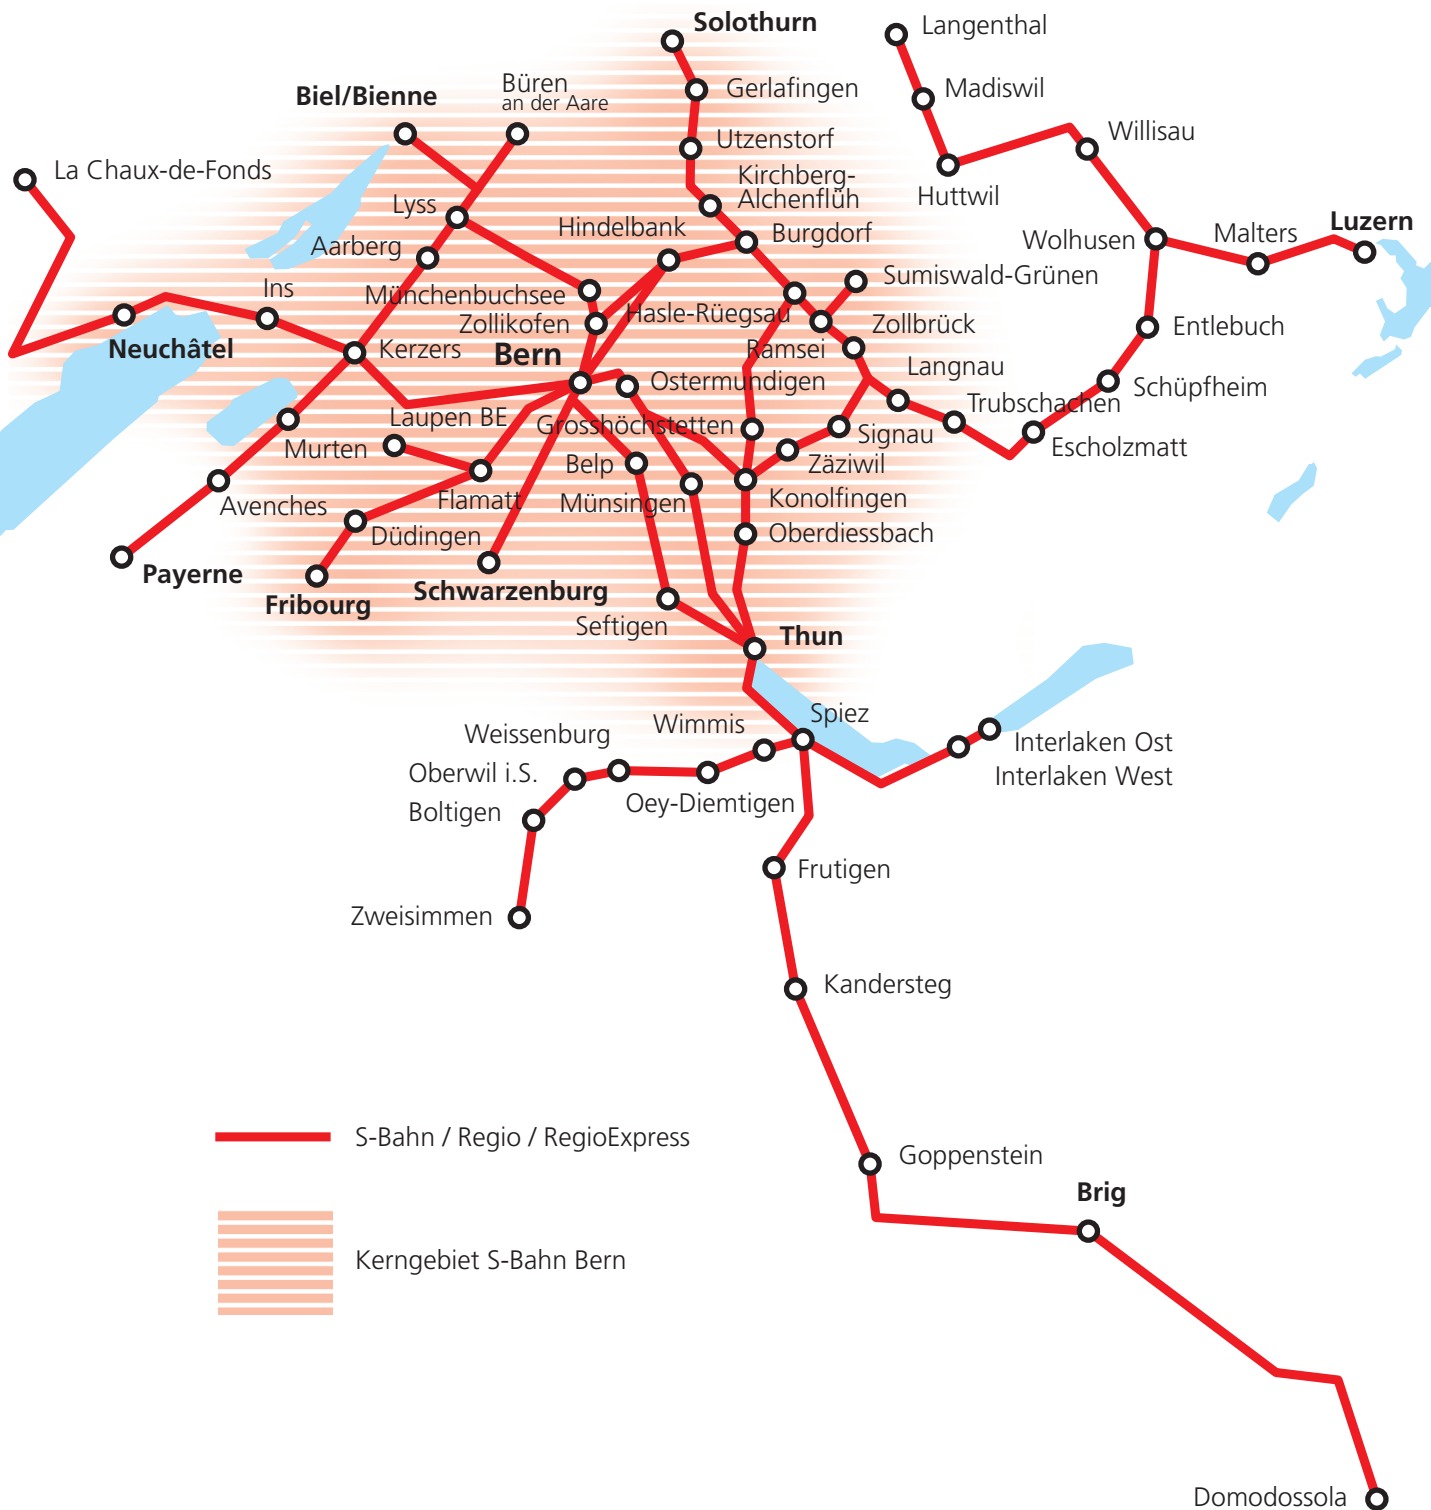 Solothurn
Langenthal
Büren
an der Aare
Biel/Bienne
Gerlafingen
Madiswil
Utzenstorf
Willisau
La Chaux-de-Fonds
Kirchberg-
Alchenflüh
Huttwil
Lyss
Hindelbank
Burgdorf
Wolhusen
Malters
Luzern
Aarberg
Sumiswald-Grünen
Ins
Münchenbuchsee
Hasle-Rüegsau
Zollikofen
Zollbrück
Entlebuch
Neuchâtel
Kerzers
Bern
Ramsei
Langnau
Ostermundigen
Schüpfheim
Trubschachen
Laupen BE
Grosshöchstetten
Signau
Escholzmatt
Murten
Belp
Zäziwil
Avenches
Flamatt
Münsingen
Konolfingen
Düdingen
Oberdiessbach
Payerne
Fribourg
Schwarzenburg
Seftigen
Thun
Spiez
Wimmis
Weissenburg
Interlaken Ost
Oberwil i.S.
Interlaken West
Oey-Diemtigen
Boltigen
Frutigen
Zweisimmen
Kandersteg
S-Bahn / Regio / RegioExpress
Goppenstein
Brig
Kerngebiet S-Bahn Bern
Domodossola